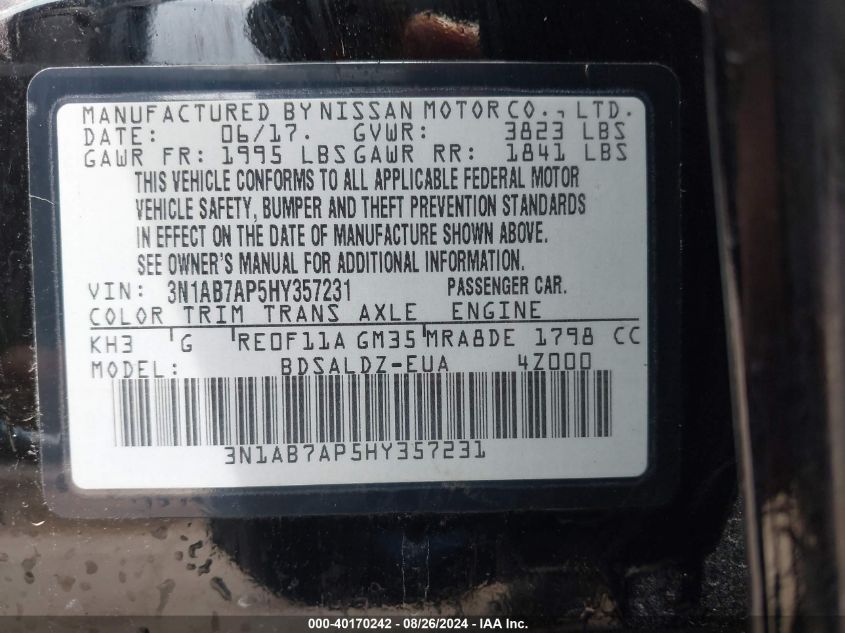 MANUFACTURED BY NISSAN MOTOR CO., LTD.
DATE: 06/17. GVWR: 3823 LBS
GAWR FR: 1995 LBS GAWR RR: 1841 LBS
THIS VEHICLE CONFORMS TO ALL APPLICABLE FEDERAL MOTOR
VEHICLE SAFETY, BUMPER AND THEFT PREVENTION STANDARDS
IN EFFECT ON THE DATE OF MANUFACTURE SHOWN ABOVE.
SEE OWNER'S MANUAL FOR ADDITIONAL INFORMATION.
VIN: 3N1AB7AP5HY357231 PASSENGER CAR.
COLOR TRIM TRANS AXLE ENGINE
KH3 G RE0F11A GM35 MRA8DE 1798 CC
MODEL: BDSALDZ-EUA 4Z000
3N1AB7AP5HY357231
000-40170242 - 08/26/2024 - IAA Inc.